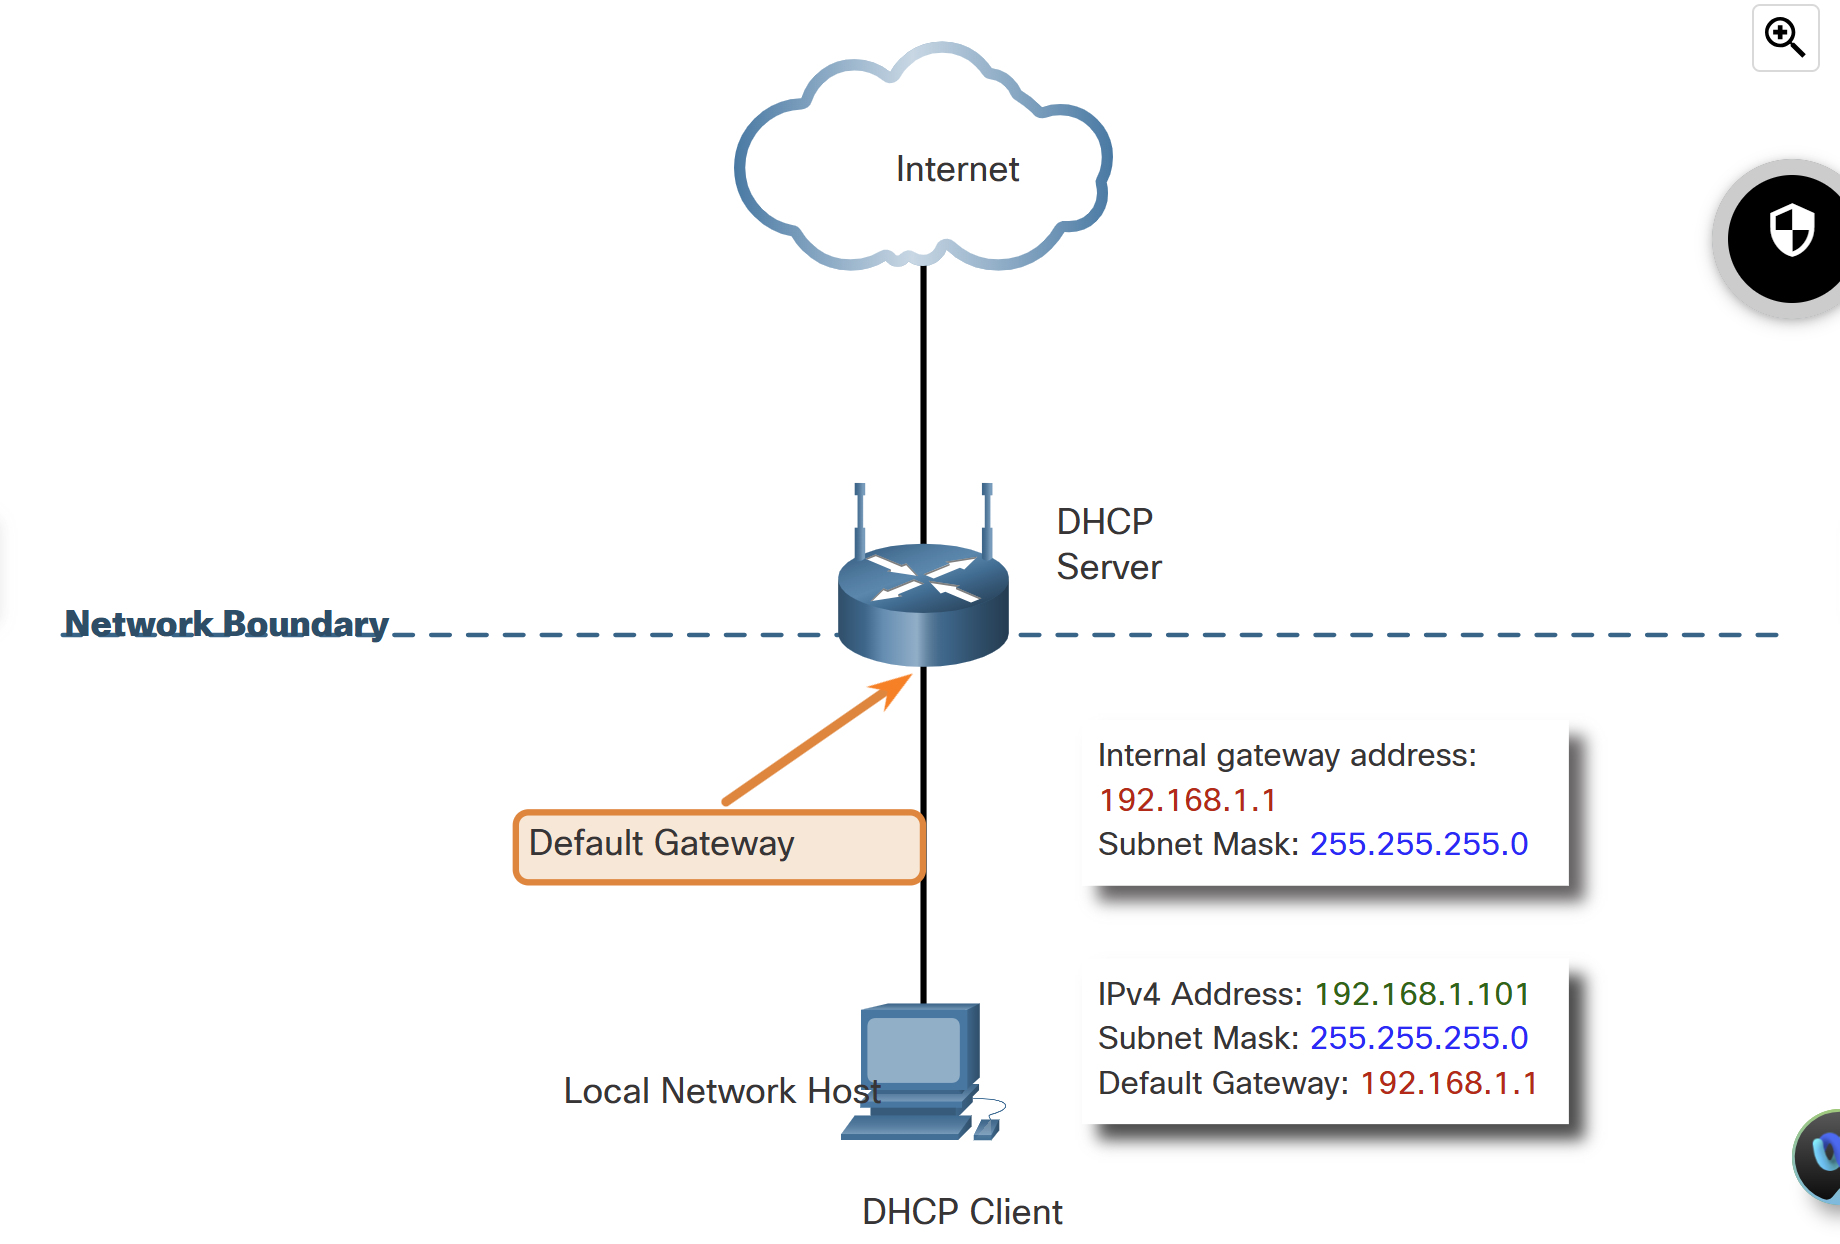 Internet
DHCP
Server
Network Boundary
Internal gateway address:
192.168.1.1
Subnet Mask: 255.255.255.0
Default Gateway
IPv4 Address: 192.168.1.101
Subnet Mask: 255.255.255.0
Default Gateway: 192.168.1.1
Local Network Host
DHCP Client